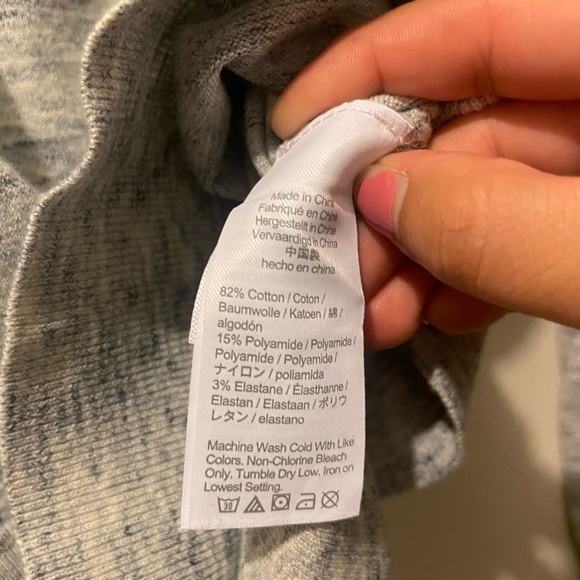 Made in China
Fabriqué en China
Hergestellt in China
Vervaardigd in China
中国製
hecho en china
82% Cotton / Coton /
Baumwolle / Katoen / 綿 /
algodón
15% Polyamide / Polyamide /
Polyamide / Polyamide /
ナイロン / poliamida
3% Elastane / Élasthanne /
Elastan / Elastaan / ポリウ
レタン / elastano
Machine Wash Cold With Like
Colors. Non-Chlorine Bleach
Only. Tumble Dry Low. Iron on
Lowest Setting.
30